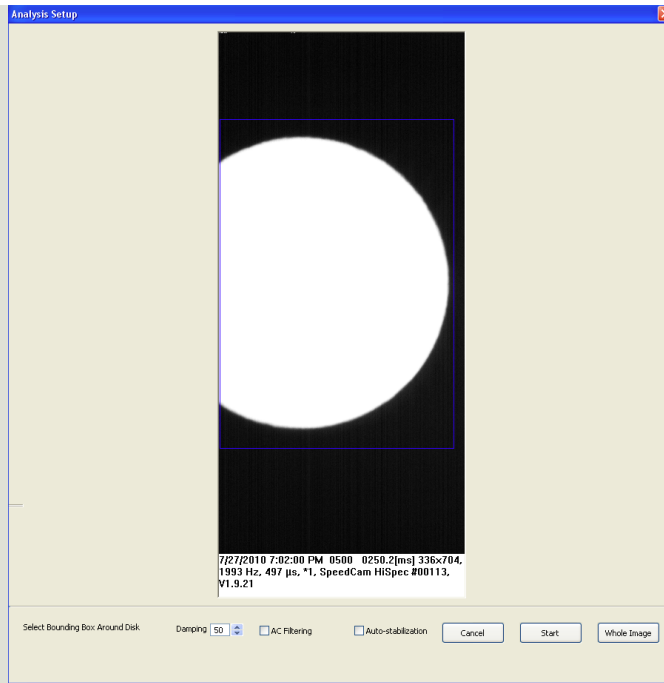 Analysis Setup
7/27/2010 7:02:00 PM 0500 0250.2[ms] 336x704,
1993 Hz, 497 µs, *1, SpeedCam HiSpec #00113,
V1.9.21
Select Bounding Box Around Disk Damping 50 AC Filtering Auto-stabilization Cancel Start Whole Image